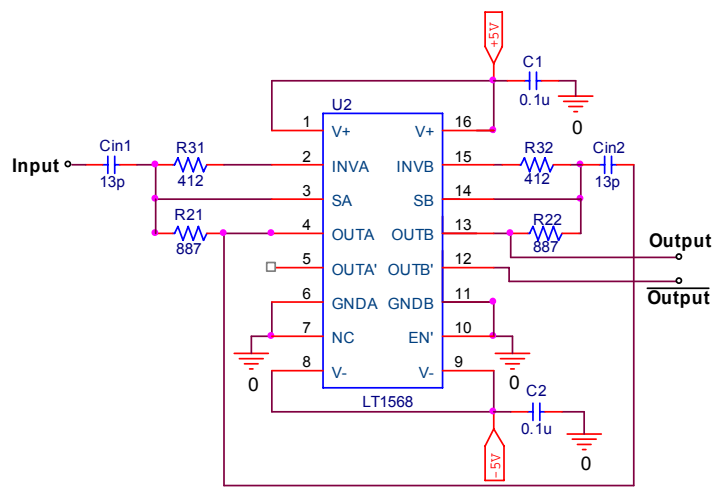 +5V
C1
0.1u
0
U2
1 V+ V+ 16
Cin1
13p
R31
412
R32
412
Cin2
13p
Input
2 INVA INVB 15
3 SA SB 14
R21
887
R22
887
4 OUTA OUTB 13
Output
5 OUTA' OUTB' 12
Output
6 GNDA GNDB 11
7 NC EN' 10
0
0
8 V- V- 9
LT1568
C2
0.1u
0
-5V